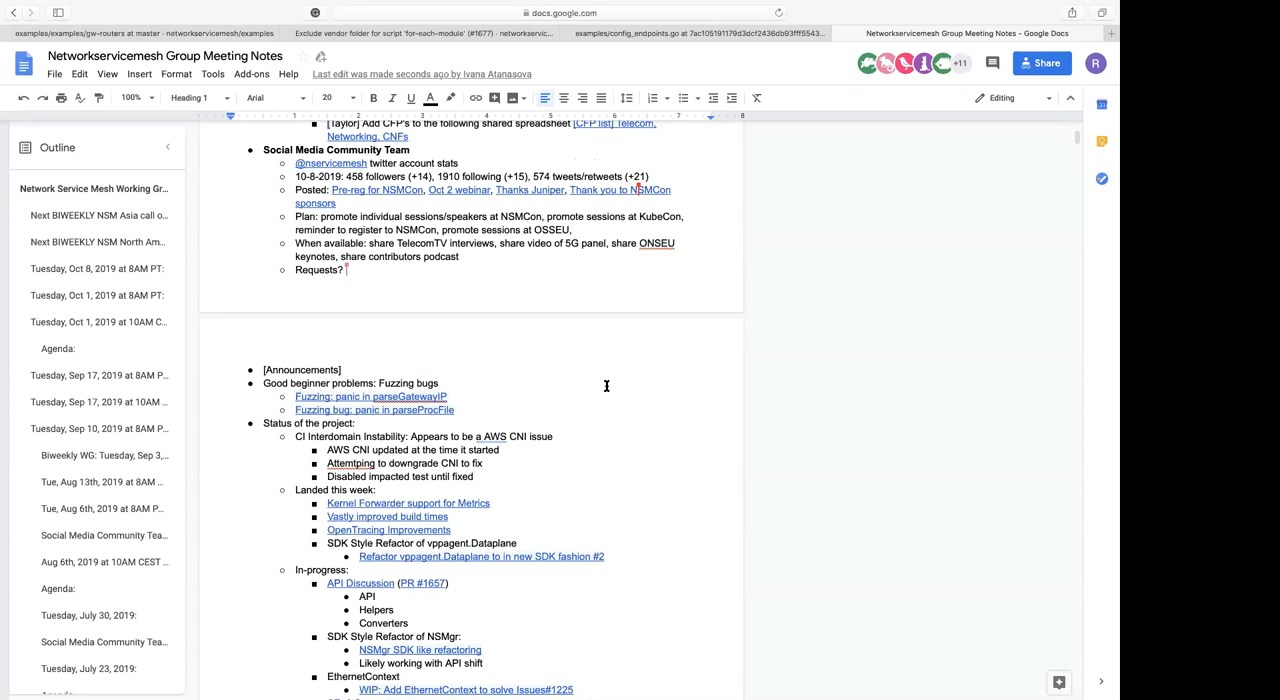 docs.google.com
examples/examples/gw-routers at master · networkservicemesh/examples
Exclude vendor folder for script 'for-each-module' (#1677) · networkservic...
examples/config_endpoints.go at 7ac105191179d3dcf2436db93fff5543...
Networkservicemesh Group Meeting Notes - Google Docs
Networkservicemesh Group Meeting Notes
File Edit View Insert Format Tools Add-ons Help Last edit was made seconds ago by Ivana Atanasova
+11
Share
R
100% Heading 1 Arial 20 B I U A Editing
1 2 3 4 5 6 7 8
Outline
Network Service Mesh Working Gr...
Next BIWEEKLY NSM Asia call o...
Next BIWEEKLY NSM North Am...
Tuesday, Oct 8, 2019 at 8AM PT:
Tuesday, Oct 1, 2019 at 8AM PT:
Tuesday, Oct 1, 2019 at 10AM C...
Agenda:
Tuesday, Sep 17, 2019 at 8AM P...
Tuesday, Sep 17, 2019 at 10AM ...
Tuesday, Sep 10, 2019 at 8AM P...
Biweekly WG: Tuesday, Sep 3,...
Tue, Aug 13th, 2019 at 8AM ...
Tue, Aug 6th, 2019 at 8AM P...
Social Media Community Tea...
Aug 6th, 2019 at 10AM CEST ...
Agenda:
Tuesday, July 30, 2019:
Social Media Community Tea...
Tuesday, July 23, 2019:
[Taylor] Add CFP's to the following shared spreadsheet [CFP list] Telecom,
Networking, CNFs
Social Media Community Team
@nservicemesh twitter account stats
10-8-2019: 458 followers (+14), 1910 following (+15), 574 tweets/retweets (+21)
Posted: Pre-reg for NSMCon, Oct 2 webinar, Thanks Juniper, Thank you to NSMCon
sponsors
Plan: promote individual sessions/speakers at NSMCon, promote sessions at KubeCon,
reminder to register to NSMCon, promote sessions at OSSEU,
When available: share TelecomTV interviews, share video of 5G panel, share ONSEU
keynotes, share contributors podcast
Requests?
[Announcements]
Good beginner problems: Fuzzing bugs
Fuzzing: panic in parseGatewayIP
Fuzzing bug: panic in parseProcFile
Status of the project:
CI Interdomain Instability: Appears to be a AWS CNI issue
AWS CNI updated at the time it started
Attemtping to downgrade CNI to fix
Disabled impacted test until fixed
Landed this week:
Kernel Forwarder support for Metrics
Vastly improved build times
OpenTracing Improvements
SDK Style Refactor of vppagent.Dataplane
Refactor vppagent.Dataplane to in new SDK fashion #2
In-progress:
API Discussion (PR #1657)
API
Helpers
Converters
SDK Style Refactor of NSMgr:
NSMgr SDK like refactoring
Likely working with API shift
EthernetContext
WIP: Add EthernetContext to solve Issues#1225